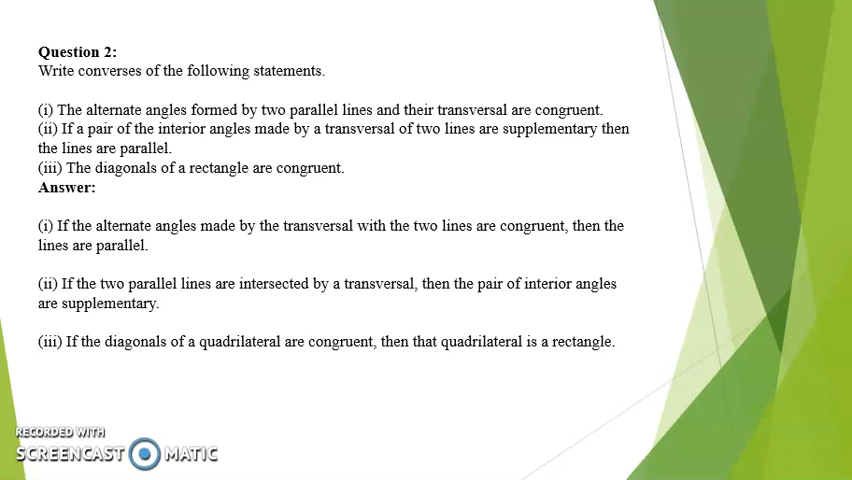 Question 2:
Write converses of the following statements.
(i) The alternate angles formed by two parallel lines and their transversal are congruent.
(ii) If a pair of the interior angles made by a transversal of two lines are supplementary then
the lines are parallel.
(iii) The diagonals of a rectangle are congruent.
Answer:
(i) If the alternate angles made by the transversal with the two lines are congruent, then the
lines are parallel.
(ii) If the two parallel lines are intersected by a transversal, then the pair of interior angles
are supplementary.
(iii) If the diagonals of a quadrilateral are congruent, then that quadrilateral is a rectangle.
RECORDED WITH
SCREENCAST MATIC